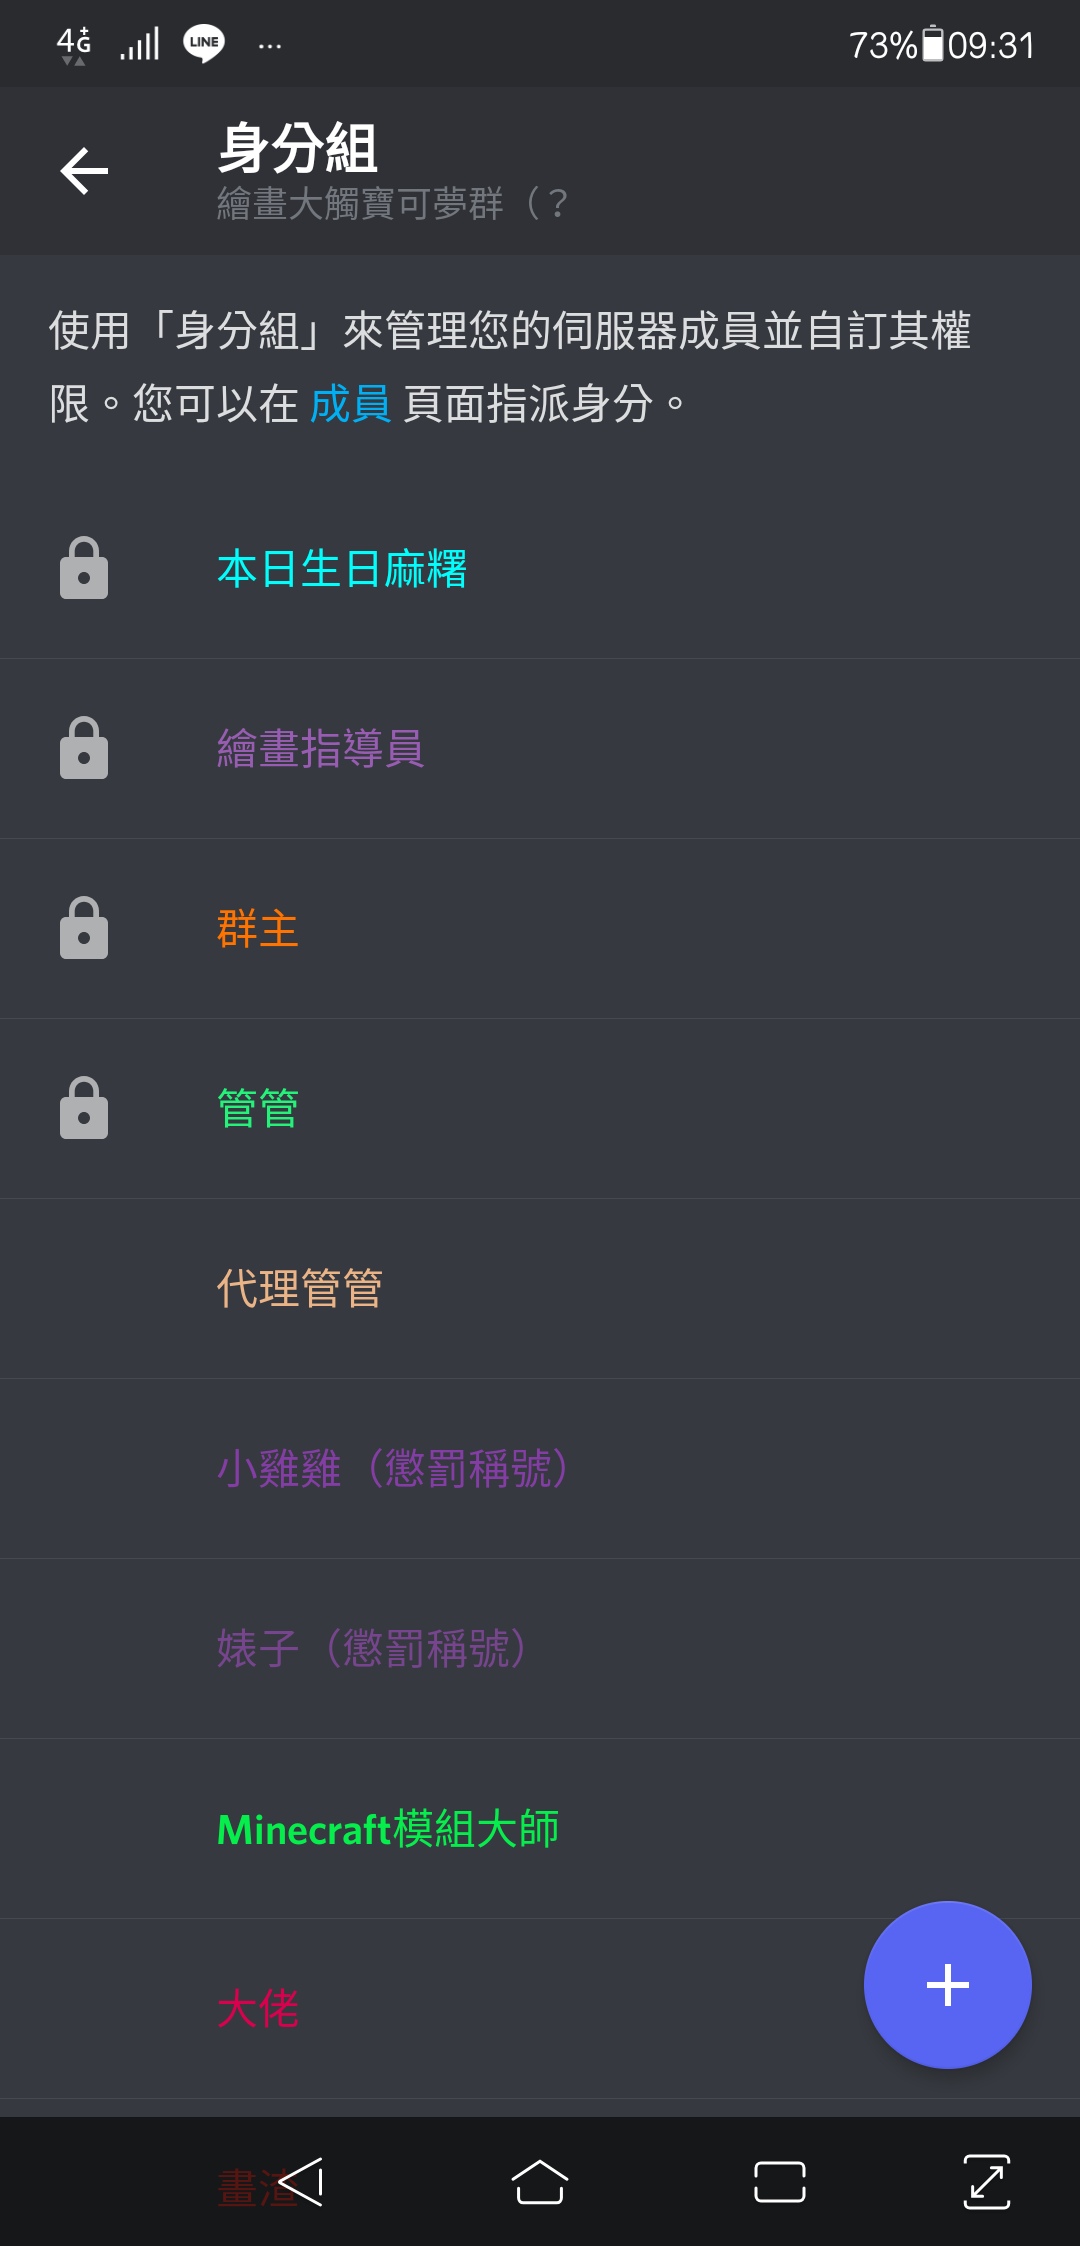 4G+ LINE ... 73% 09:31
身分組
繪畫大觸寶可夢群（？
使用「身分組」來管理您的伺服器成員並自訂其權
限。您可以在 成員 頁面指派身分。
本日生日麻糬
繪畫指導員
群主
管管
代理管管
小雞雞（懲罰稱號）
婊子（懲罰稱號）
Minecraft模組大師
大佬
畫渣